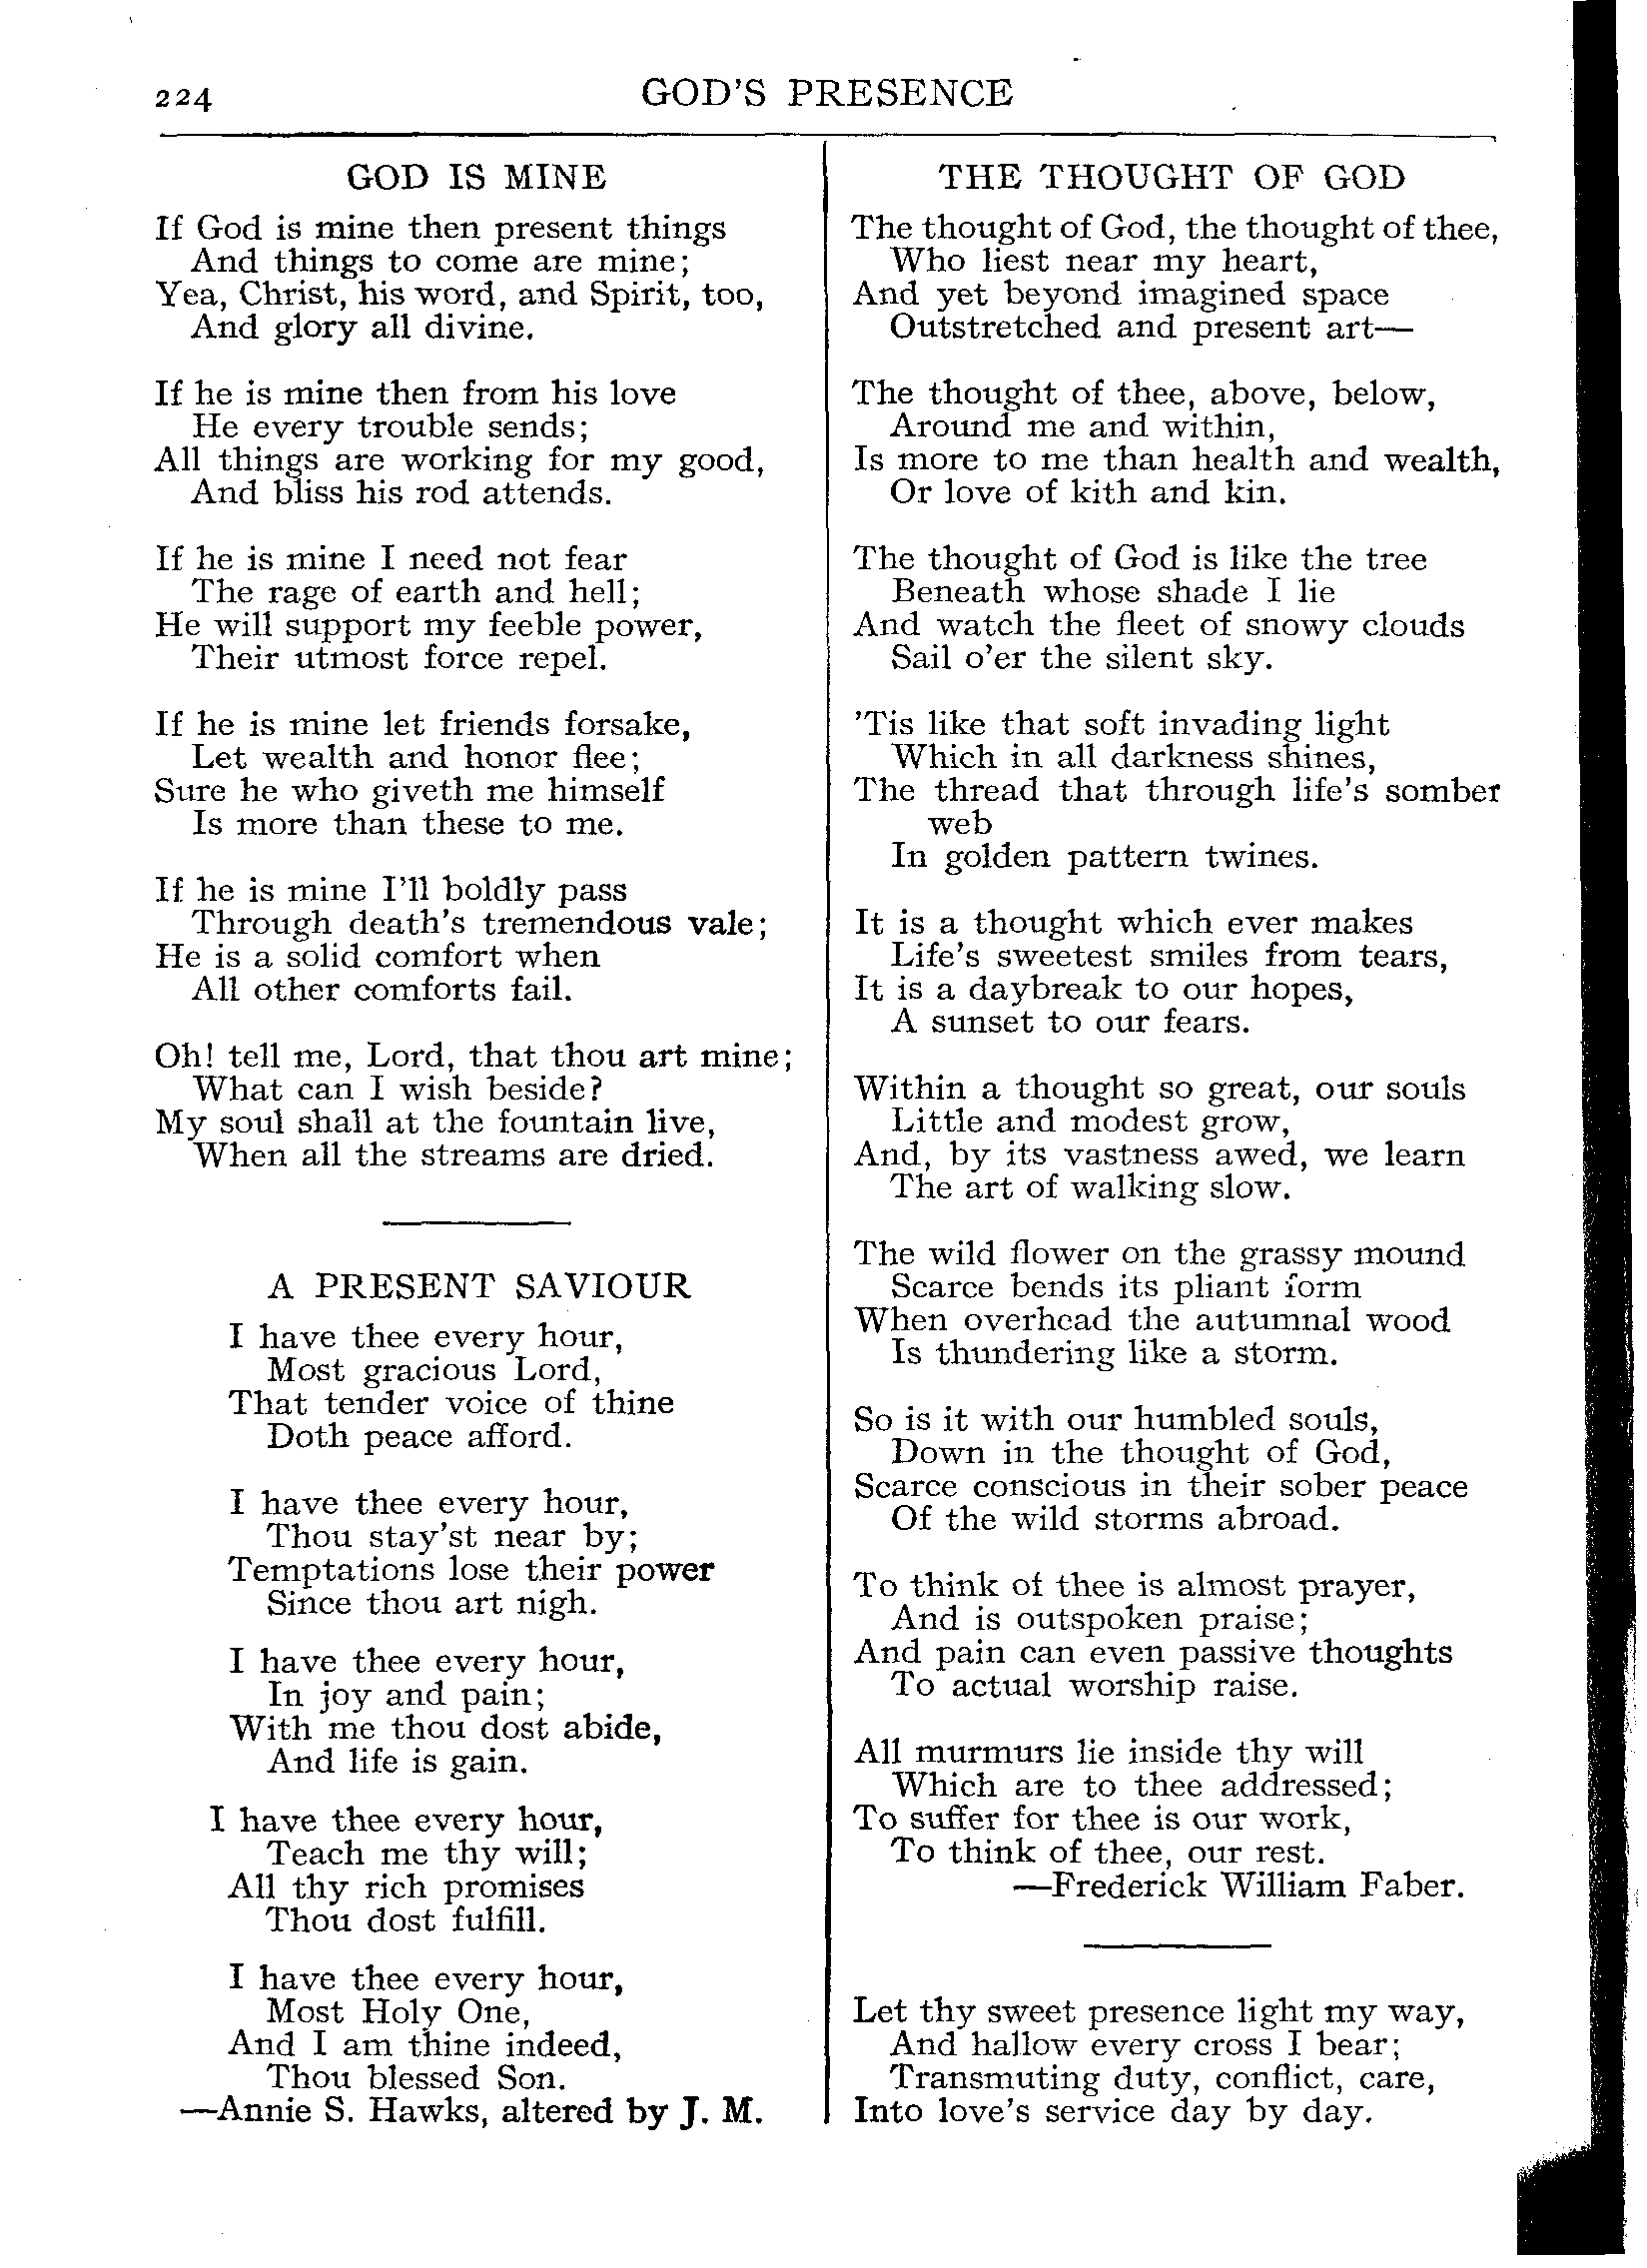 224
GOD'S PRESENCE
GOD IS MINE
If God is mine then present things
And things to come are mine;
Yea, Christ, his word, and Spirit, too,
And glory all divine.
If he is mine then from his love
He every trouble sends;
All things are working for my good,
And bliss his rod attends.
If he is mine I need not fear
The rage of earth and hell;
He will support my feeble power,
Their utmost force repel.
If he is mine let friends forsake,
Let wealth and honor flee;
Sure he who giveth me himself
Is more than these to me.
If he is mine I'll boldly pass
Through death's tremendous vale;
He is a solid comfort when
All other comforts fail.
Oh! tell me, Lord, that thou art mine;
What can I wish beside?
My soul shall at the fountain live,
When all the streams are dried.
A PRESENT SAVIOUR
I have thee every hour,
Most gracious Lord,
That tender voice of thine
Doth peace afford.
I have thee every hour,
Thou stay'st near by;
Temptations lose their power
Since thou art nigh.
I have thee every hour,
In joy and pain;
With me thou dost abide,
And life is gain.
I have thee every hour,
Teach me thy will;
All thy rich promises
Thou dost fulfill.
I have thee every hour,
Most Holy One,
And I am thine indeed,
Thou blessed Son.
—Annie S. Hawks, altered by J. M.
THE THOUGHT OF GOD
The thought of God, the thought of thee,
Who liest near my heart,
And yet beyond imagined space
Outstretched and present art—
The thought of thee, above, below,
Around me and within,
Is more to me than health and wealth,
Or love of kith and kin.
The thought of God is like the tree
Beneath whose shade I lie
And watch the fleet of snowy clouds
Sail o'er the silent sky.
'Tis like that soft invading light
Which in all darkness shines,
The thread that through life's somber
web
In golden pattern twines.
It is a thought which ever makes
Life's sweetest smiles from tears,
It is a daybreak to our hopes,
A sunset to our fears.
Within a thought so great, our souls
Little and modest grow,
And, by its vastness awed, we learn
The art of walking slow.
The wild flower on the grassy mound
Scarce bends its pliant form
When overhead the autumnal wood
Is thundering like a storm.
So is it with our humbled souls,
Down in the thought of God,
Scarce conscious in their sober peace
Of the wild storms abroad.
To think of thee is almost prayer,
And is outspoken praise;
And pain can even passive thoughts
To actual worship raise.
All murmurs lie inside thy will
Which are to thee addressed;
To suffer for thee is our work,
To think of thee, our rest.
—Frederick William Faber.
Let thy sweet presence light my way,
And hallow every cross I bear;
Transmuting duty, conflict, care,
Into love's service day by day.